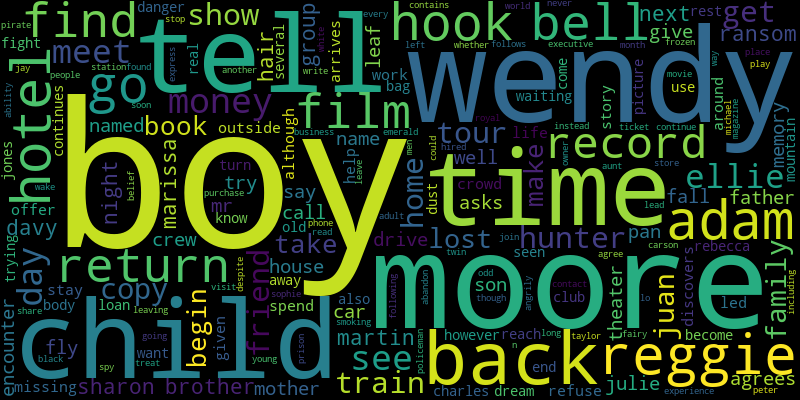 danger find show hook bell next get
pirate stop group tell several hair real leaf arrives work bag give ransom
fight meet go wendy contains world never every rest
jay people station found express another write left whether follows executive month frozen place
hotel continues money film waiting come use story picture around way movie play
ability named book outside although name tour record magazine michael
jones marissa night turn try help home well life make ellie memory mountain
wake belief boy time crowd asks dust
offer davy mr know say call old phone men could hired owner aunt store fall father
trying crew take drive lost hunter pan adam
day return friend house away read adult twin seen lead carson rebecca
stay copy spend also car club son join agree theater juan discovers family
share body loan visit sophie despite following abandon odd contact more led including
encounter leaving child begin given smoking martin however reach though angrily become
fly want going young prison see policeman back reggie
black spy treat train end long taylor fairy julie agrees
missing sharon brother mother charles dream refuse experience peter
business emerald royal white instead ticket continue purchase soon leave